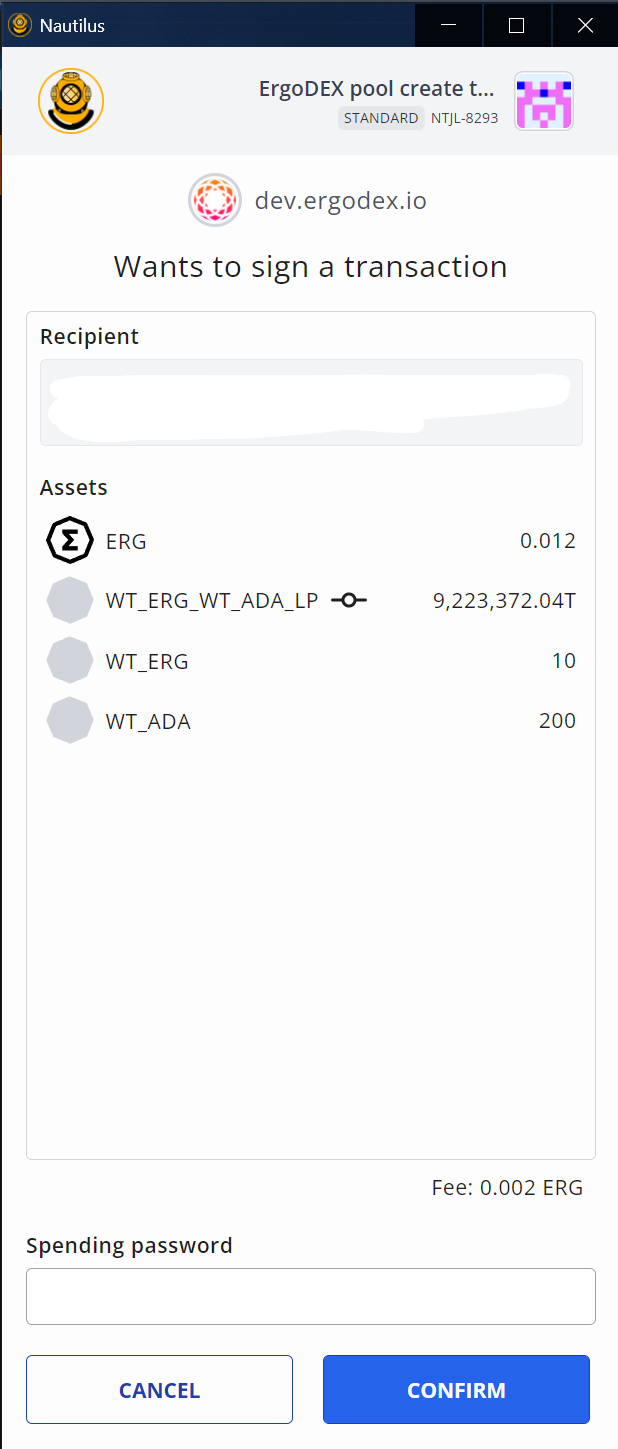 Nautilus
ErgoDEX pool create t...
STANDARD NTJL-8293
dev.ergodex.io
Wants to sign a transaction
Recipient
Assets
ERG 0.012
WT_ERG_WT_ADA_LP 9,223,372.04T
WT_ERG 10
WT_ADA 200
Fee: 0.002 ERG
Spending password
CANCEL CONFIRM